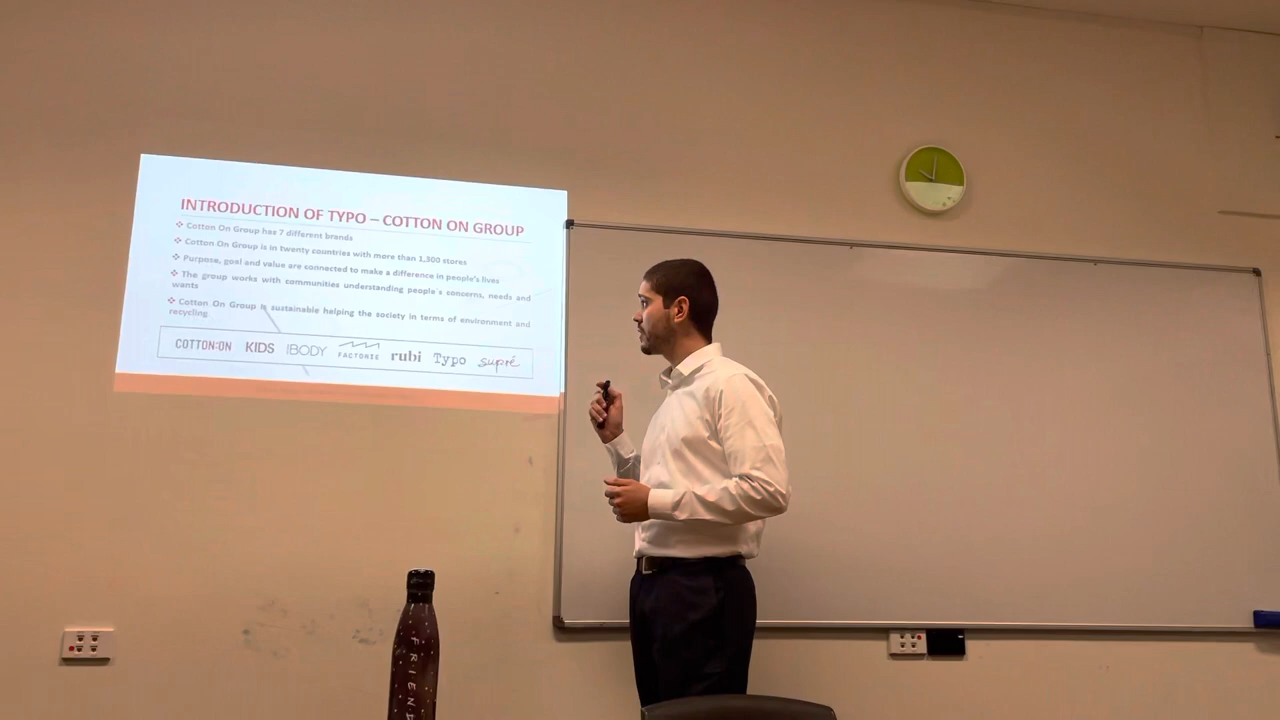 INTRODUCTION OF TYPO – COTTON ON GROUP
❖ Cotton On Group has 7 different brands
❖ Cotton On Group is in twenty countries with more than 1,300 stores
❖ Purpose, goal and value are connected to make a difference in people's lives
❖ The group works with communities understanding people´s concerns, needs and
wants
❖ Cotton On Group is sustainable helping the society in terms of environment and
recycling
COTTON:ON KIDS BODY FACTORIE rubi Typo supré
FRIEND